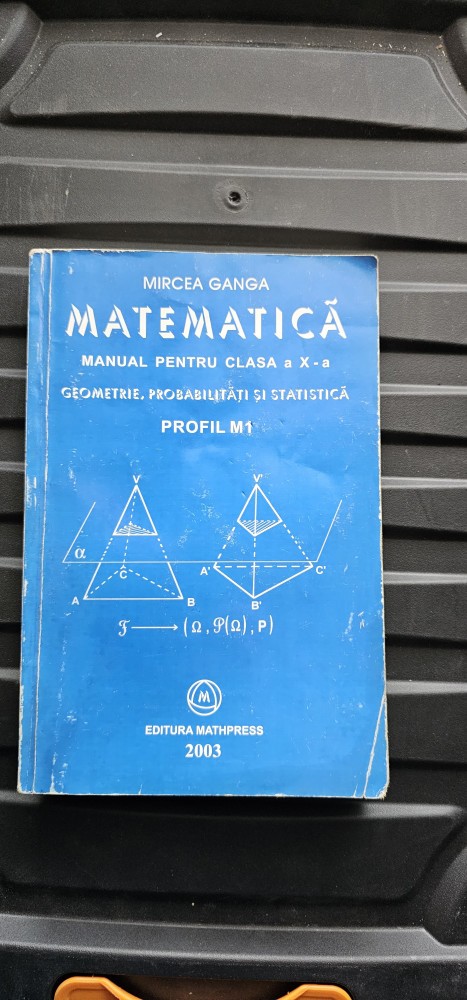 MIRCEA GANGA
MATEMATICĂ
MANUAL PENTRU CLASA a X-a
GEOMETRIE, PROBABILITĂȚI ȘI STATISTICĂ
PROFIL M1
V V'
α
C A' C'
A B B'
ℱ ⟶ (Ω, 𝒫(Ω), P)
M
EDITURA MATHPRESS
2003